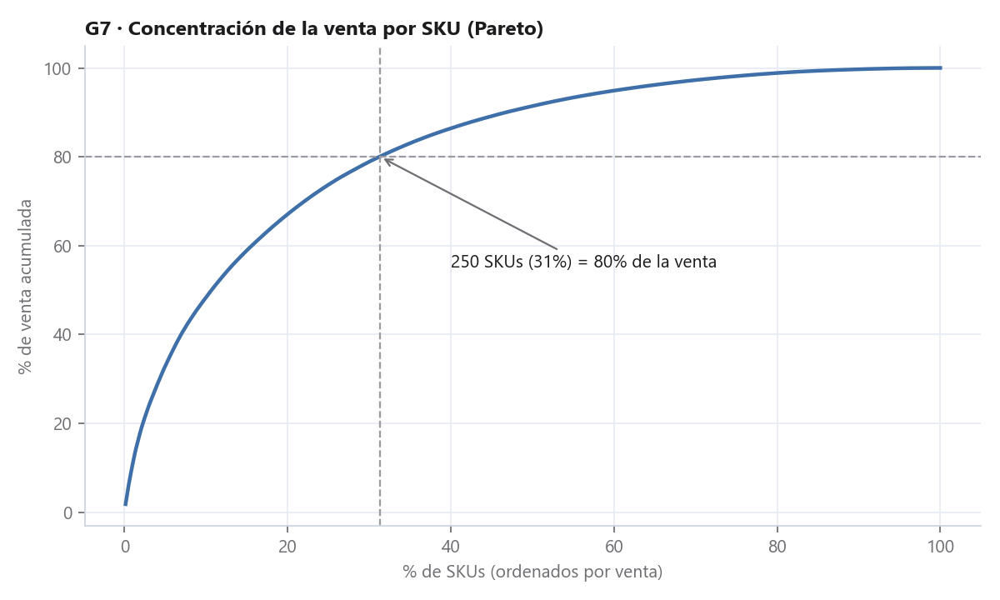 G7 · Concentración de la venta por SKU (Pareto)
100
80
60
40
20
0
% de venta acumulada
250 SKUs (31%) = 80% de la venta
0 20 40 60 80 100
% de SKUs (ordenados por venta)